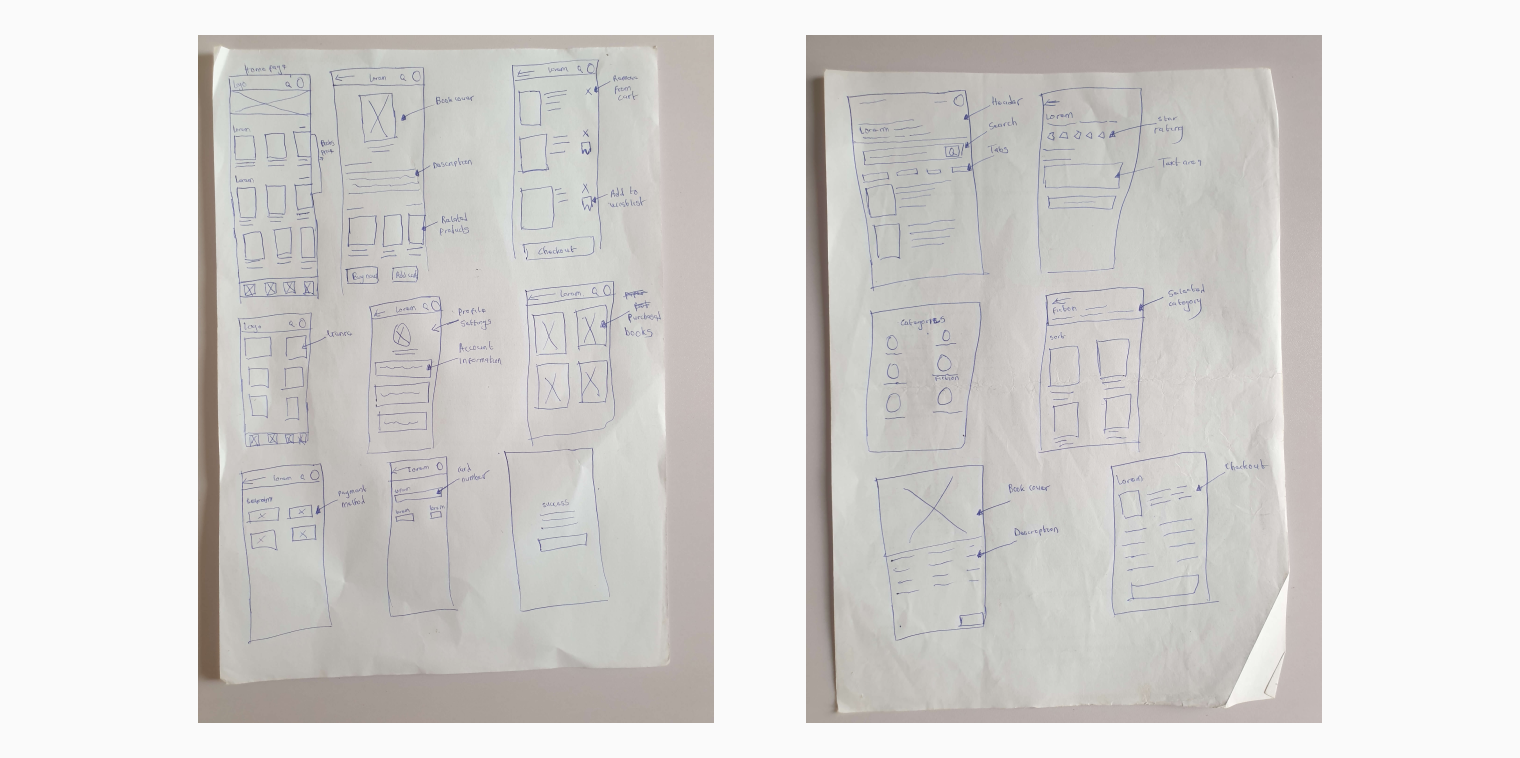 Home page
logo
Lorem
Lorem
Books
Lorem
Book cover
Description
Related
products
Buy now
Add cart
Lorem
Remove
from
cart
Add to
wishlist
Checkout
Logo
Lorem
Profile
settings
Account
information
Lorem
Purchased
books
Lorem
payment
method
Lorem
card
number
Lorem
Lorem
Lorem
success
Lorem
Header
Search
Tabs
Lorem
star
rating
Text area
Categories
fiction
Fiction
sort
Selected
category
Book cover
Description
Lorem
Checkout